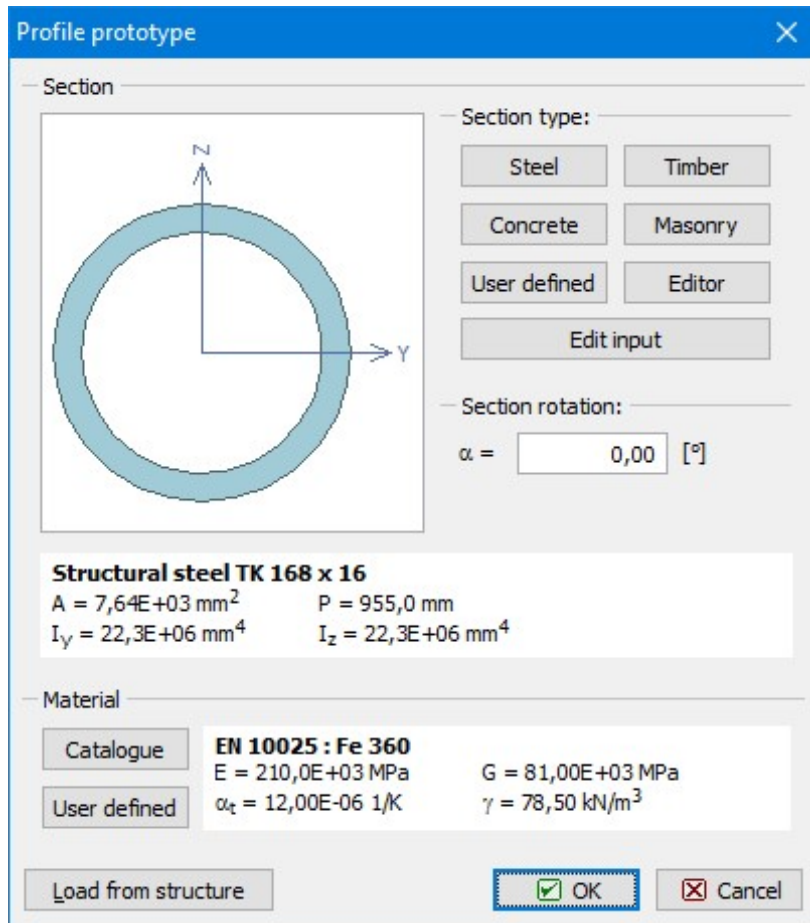 Profile prototype
Section
Z
Y
Section type:
Steel
Timber
Concrete
Masonry
User defined
Editor
Edit input
Section rotation:
α = 0,00 [°]
Structural steel TK 168 x 16
A = 7,64E+03 mm² P = 955,0 mm
Iy = 22,3E+06 mm⁴ Iz = 22,3E+06 mm⁴
Material
Catalogue
User defined
EN 10025 : Fe 360
E = 210,0E+03 MPa G = 81,00E+03 MPa
αt = 12,00E-06 1/K γ = 78,50 kN/m³
Load from structure
OK
Cancel